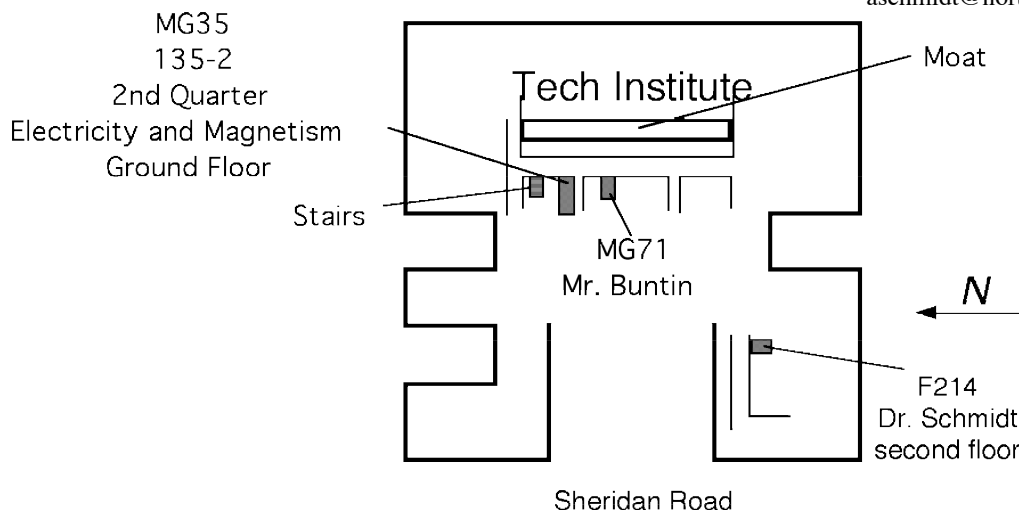 MG35
135-2
2nd Quarter
Electricity and Magnetism
Ground Floor
Stairs
Tech Institute
Moat
MG71
Mr. Buntin
N
F214
Dr. Schmidt
second floor
Sheridan Road